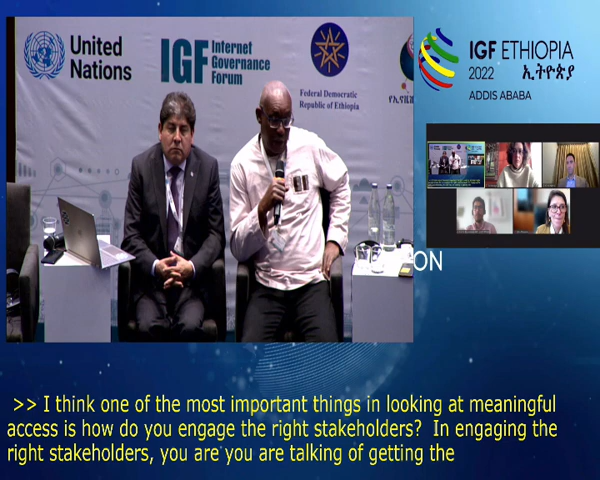 United
Nations
IGF
Internet
Governance
Forum
Federal Democratic
Republic of Ethiopia
IGF ETHIOPIA
2022 ኢትዮጵያ
ADDIS ABABA
ON
>> I think one of the most important things in looking at meaningful
access is how do you engage the right stakeholders? In engaging the
right stakeholders, you are you are talking of getting the